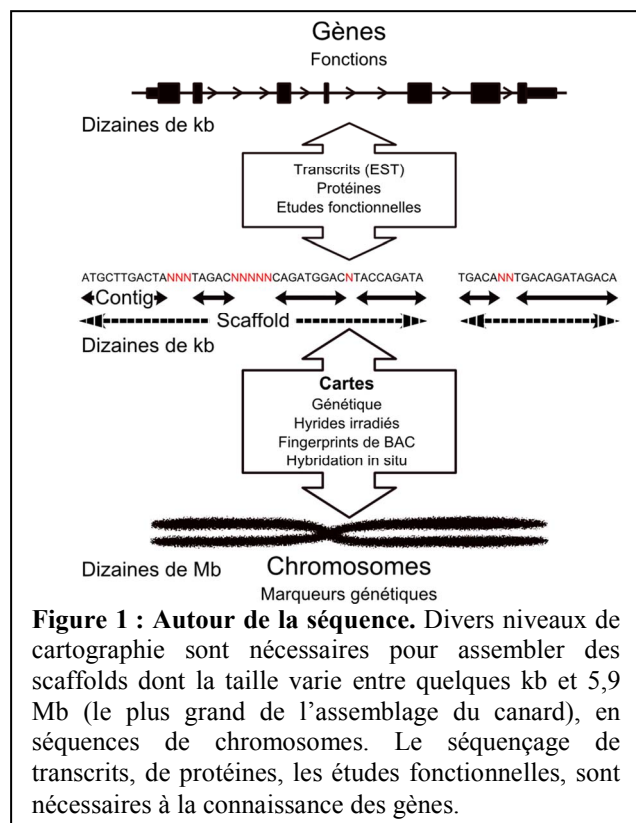 Gènes
Fonctions
Dizaines de kb
Transcrits (EST)
Protéines
Etudes fonctionnelles
ATGCTTGACTANNNTAGACNNNNNCAGATGGACNTACCAGATA TGACANNTGACAGATAGACA
Contig
Scaffold
Dizaines de kb
Cartes
Génétique
Hyrides irradiés
Fingerprints de BAC
Hybridation in situ
Dizaines de Mb
Chromosomes
Marqueurs génétiques
Figure 1 : Autour de la séquence. Divers niveaux de
cartographie sont nécessaires pour assembler des
scaffolds dont la taille varie entre quelques kb et 5,9
Mb (le plus grand de l’assemblage du canard), en
séquences de chromosomes. Le séquençage de
transcrits, de protéines, les études fonctionnelles, sont
nécessaires à la connaissance des gènes.